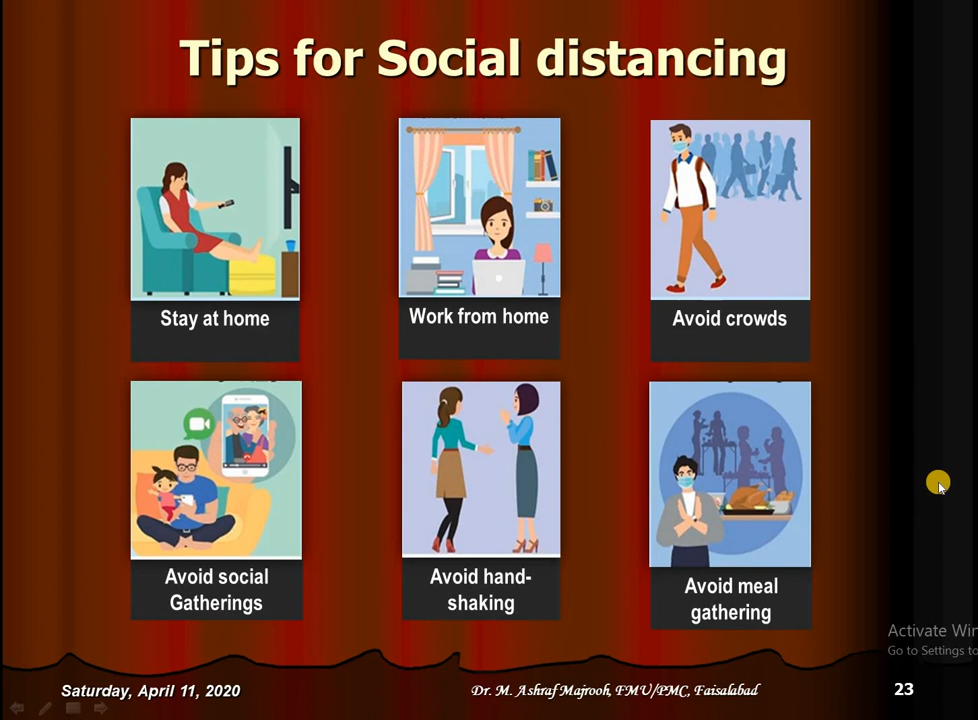 Tips for Social distancing
Stay at home
Work from home
Avoid crowds
Avoid social
Gatherings
Avoid hand-
shaking
Avoid meal
gathering
Activate Win
Go to Settings to
Saturday, April 11, 2020
Dr. M. Ashraf Majrooh, FMU/PMC, Faisalabad
23